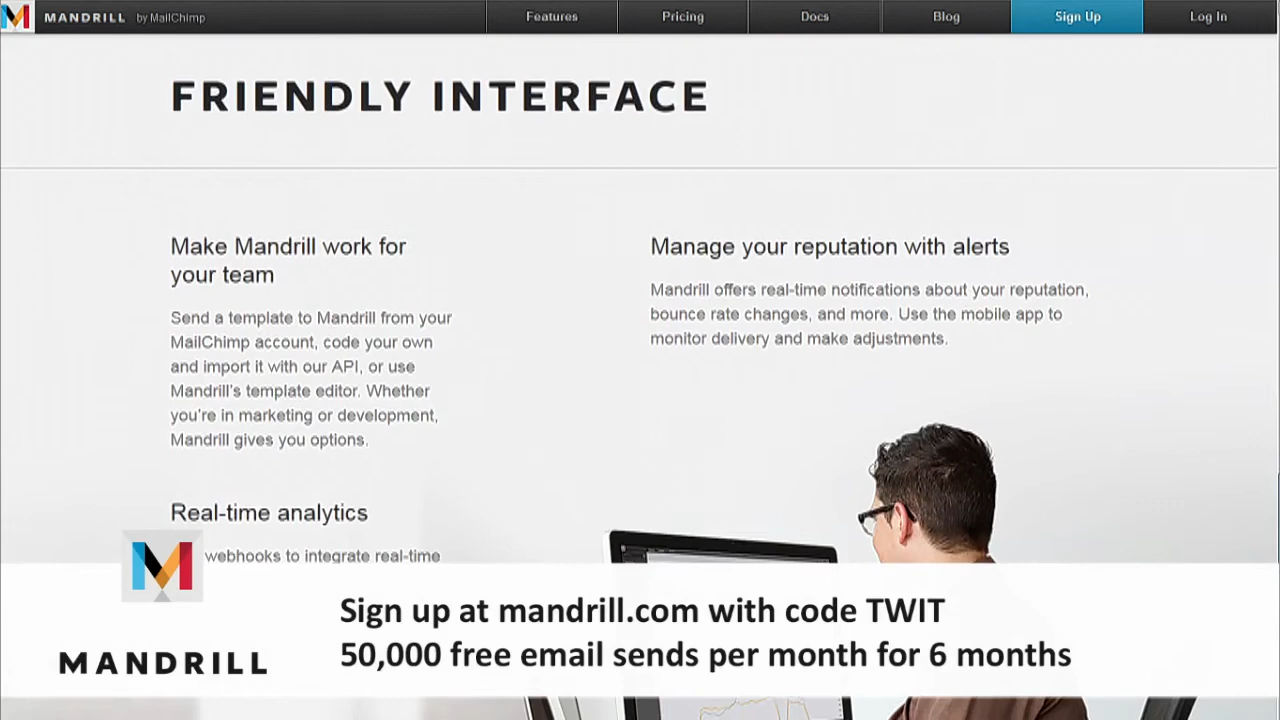 MANDRILL by MailChimp
Features
Pricing
Docs
Blog
Sign Up
Log In
FRIENDLY INTERFACE
Make Mandrill work for
your team
Send a template to Mandrill from your
MailChimp account, code your own
and import it with our API, or use
Mandrill's template editor. Whether
you're in marketing or development,
Mandrill gives you options.
Real-time analytics
webhooks to integrate real-time
Manage your reputation with alerts
Mandrill offers real-time notifications about your reputation,
bounce rate changes, and more. Use the mobile app to
monitor delivery and make adjustments.
M
MANDRILL
Sign up at mandrill.com with code TWIT
50,000 free email sends per month for 6 months